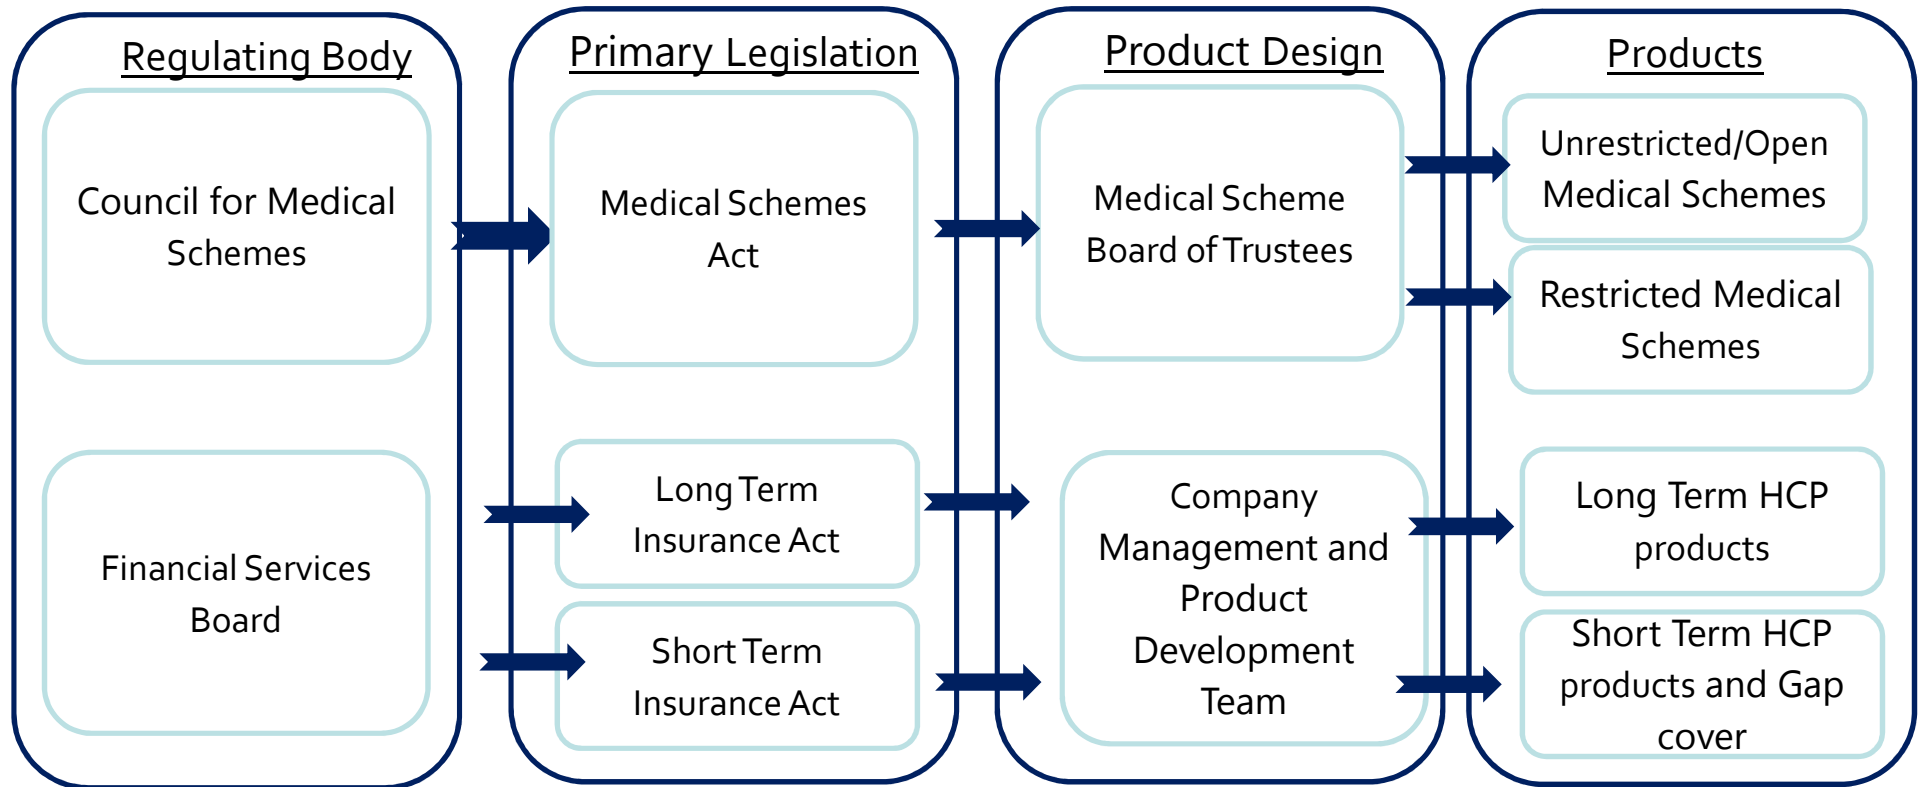 Regulating Body
Council for Medical
Schemes
Financial Services
Board
Primary Legislation
Medical Schemes
Act
Long Term
Insurance Act
Short Term
Insurance Act
Product Design
Medical Scheme
Board of Trustees
Company
Management and
Product
Development
Team
Products
Unrestricted/Open
Medical Schemes
Restricted Medical
Schemes
Long Term HCP
products
Short Term HCP
products and Gap
cover